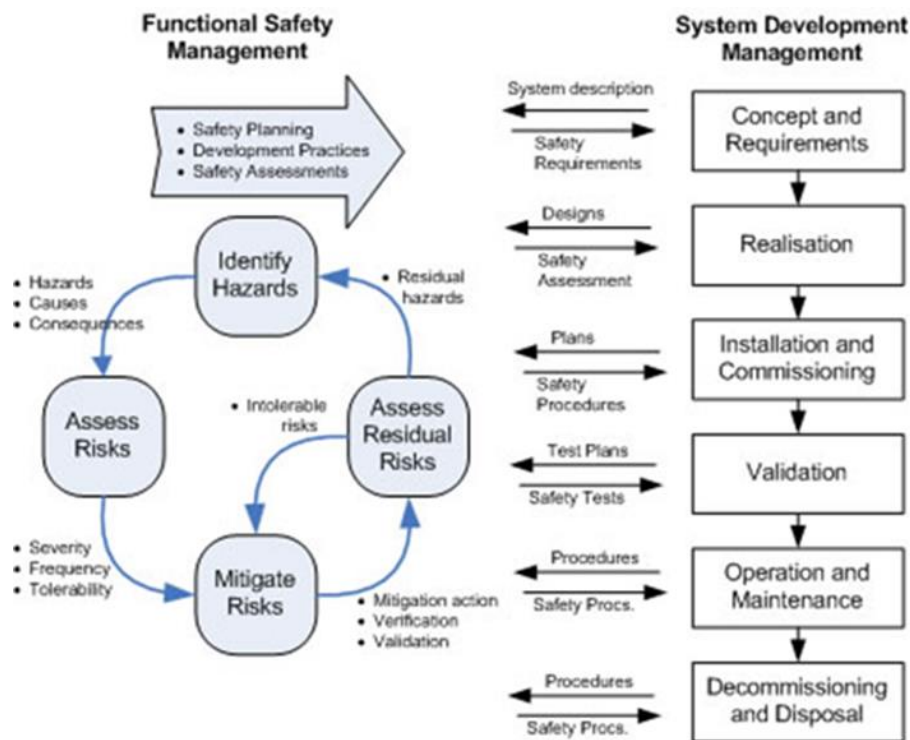 Functional Safety
Management
• Safety Planning
• Development Practices
• Safety Assessments
Identify
Hazards
• Hazards
• Causes
• Consequences
• Residual
hazards
Assess
Risks
• Intolerable
risks
Assess
Residual
Risks
• Severity
• Frequency
• Tolerability
Mitigate
Risks
• Mitigation action
• Verification
• Validation
System Development
Management
System description
Safety
Requirements
Concept and
Requirements
Designs
Safety
Assessment
Realisation
Plans
Safety
Procedures
Installation and
Commissioning
Test Plans
Safety Tests
Validation
Procedures
Safety Procs.
Operation and
Maintenance
Procedures
Safety Procs.
Decommissioning
and Disposal